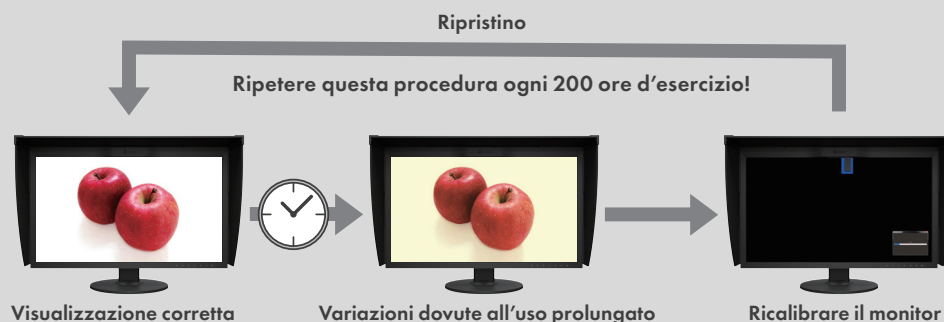 Ripristino
Ripetere questa procedura ogni 200 ore d'esercizio!
Visualizzazione corretta
Variazioni dovute all'uso prolungato
Ricalibrare il monitor